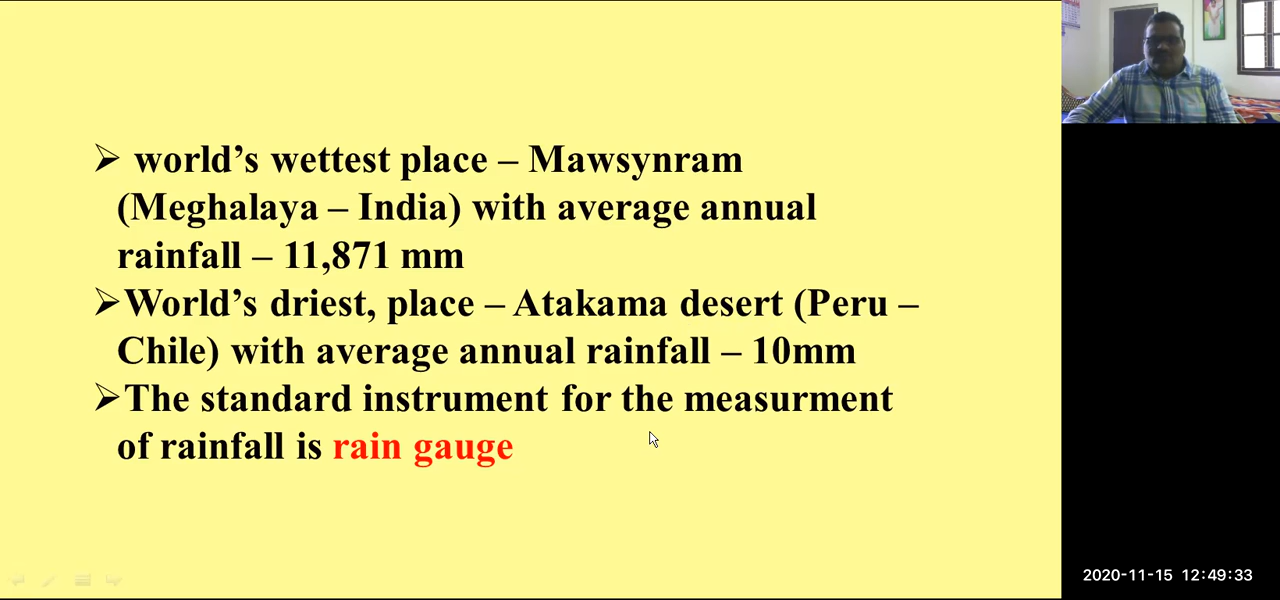 ➢ world’s wettest place – Mawsynram
(Meghalaya – India) with average annual
rainfall – 11,871 mm
➢World’s driest, place – Atakama desert (Peru –
Chile) with average annual rainfall – 10mm
➢The standard instrument for the measurment
of rainfall is rain gauge
2020-11-15 12:49:33